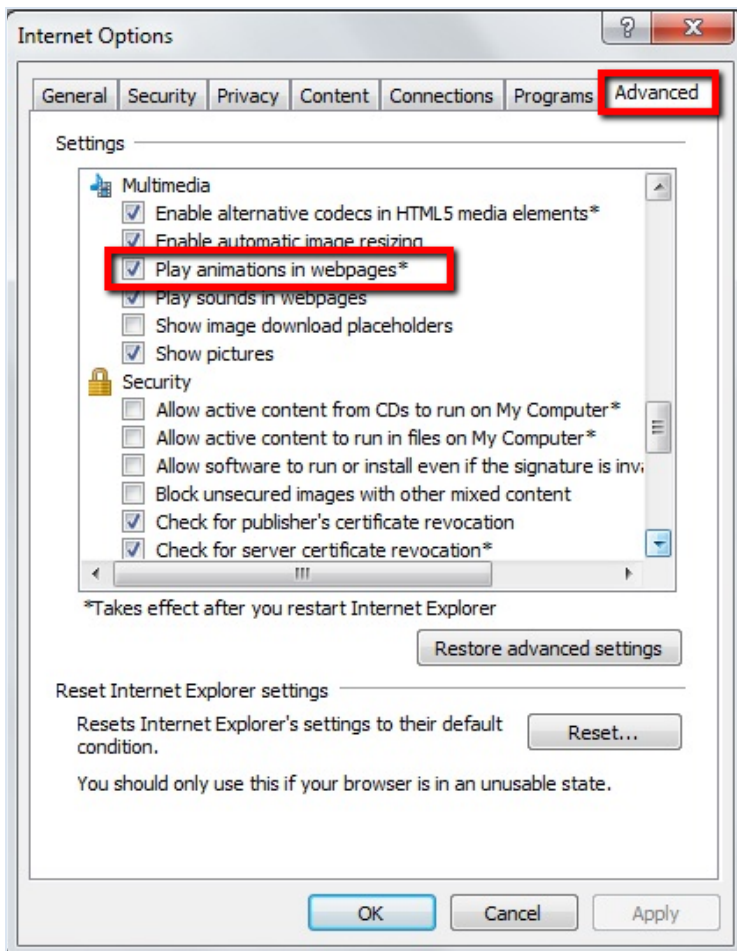 Internet Options
General Security Privacy Content Connections Programs Advanced
Settings
Multimedia
Enable alternative codecs in HTML5 media elements*
Enable automatic image resizing
Play animations in webpages*
Play sounds in webpages
Show image download placeholders
Show pictures
Security
Allow active content from CDs to run on My Computer*
Allow active content to run in files on My Computer*
Allow software to run or install even if the signature is inva
Block unsecured images with other mixed content
Check for publisher's certificate revocation
Check for server certificate revocation*
*Takes effect after you restart Internet Explorer
Restore advanced settings
Reset Internet Explorer settings
Resets Internet Explorer's settings to their default
condition.
Reset...
You should only use this if your browser is in an unusable state.
OK Cancel Apply